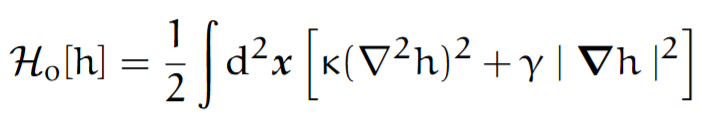 ℋ₀[h] = 1/2 ∫ d²x [κ(∇²h)² + γ | ∇h |²]